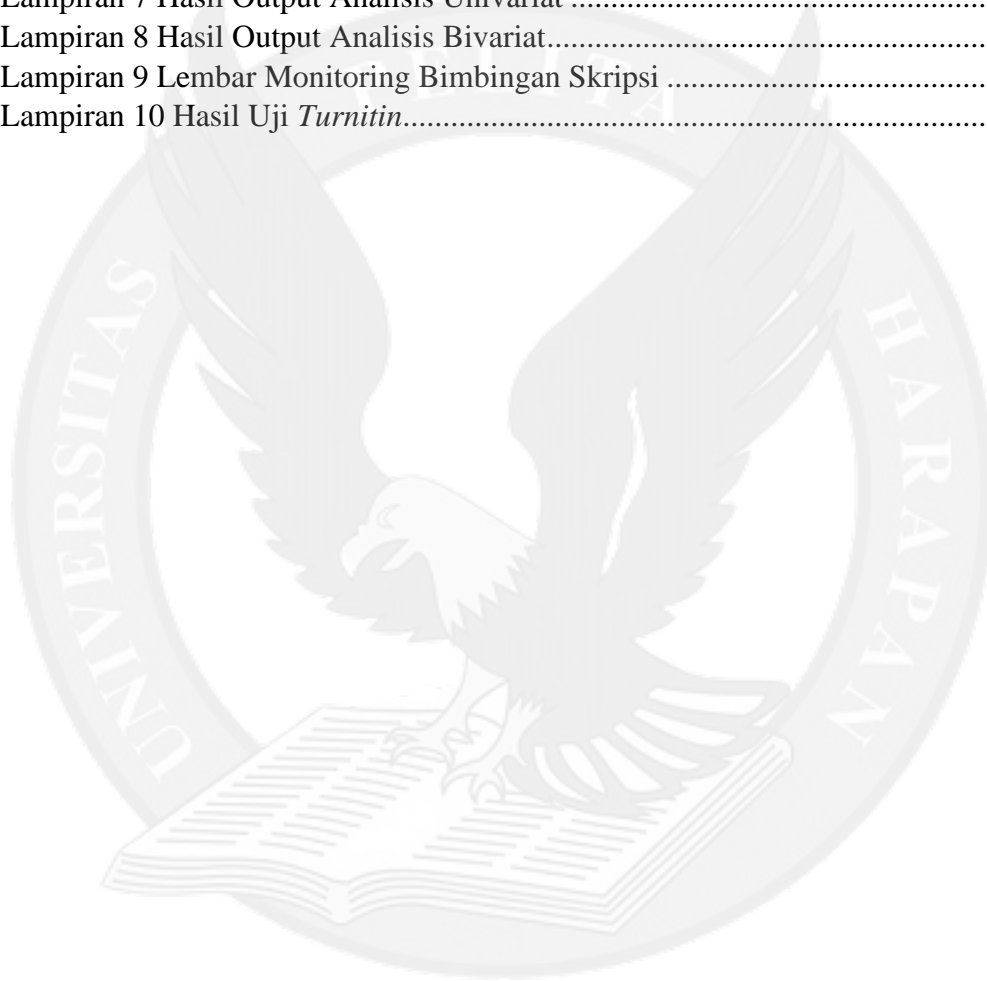 Lampiran 7 Hasil Output Analisis Univariat ........................................................
Lampiran 8 Hasil Output Analisis Bivariat...........................................................
Lampiran 9 Lembar Monitoring Bimbingan Skripsi ..........................................
Lampiran 10 Hasil Uji Turnitin.............................................................................
UNIVERSITAS PELITA HARAPAN